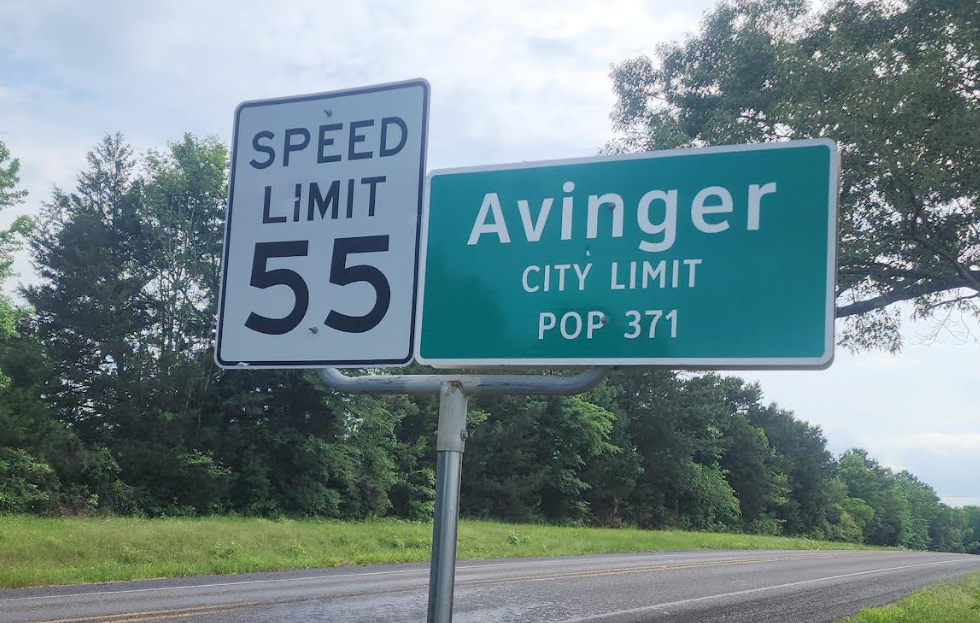 SPEED
LIMIT
55
Avinger
CITY LIMIT
POP 371